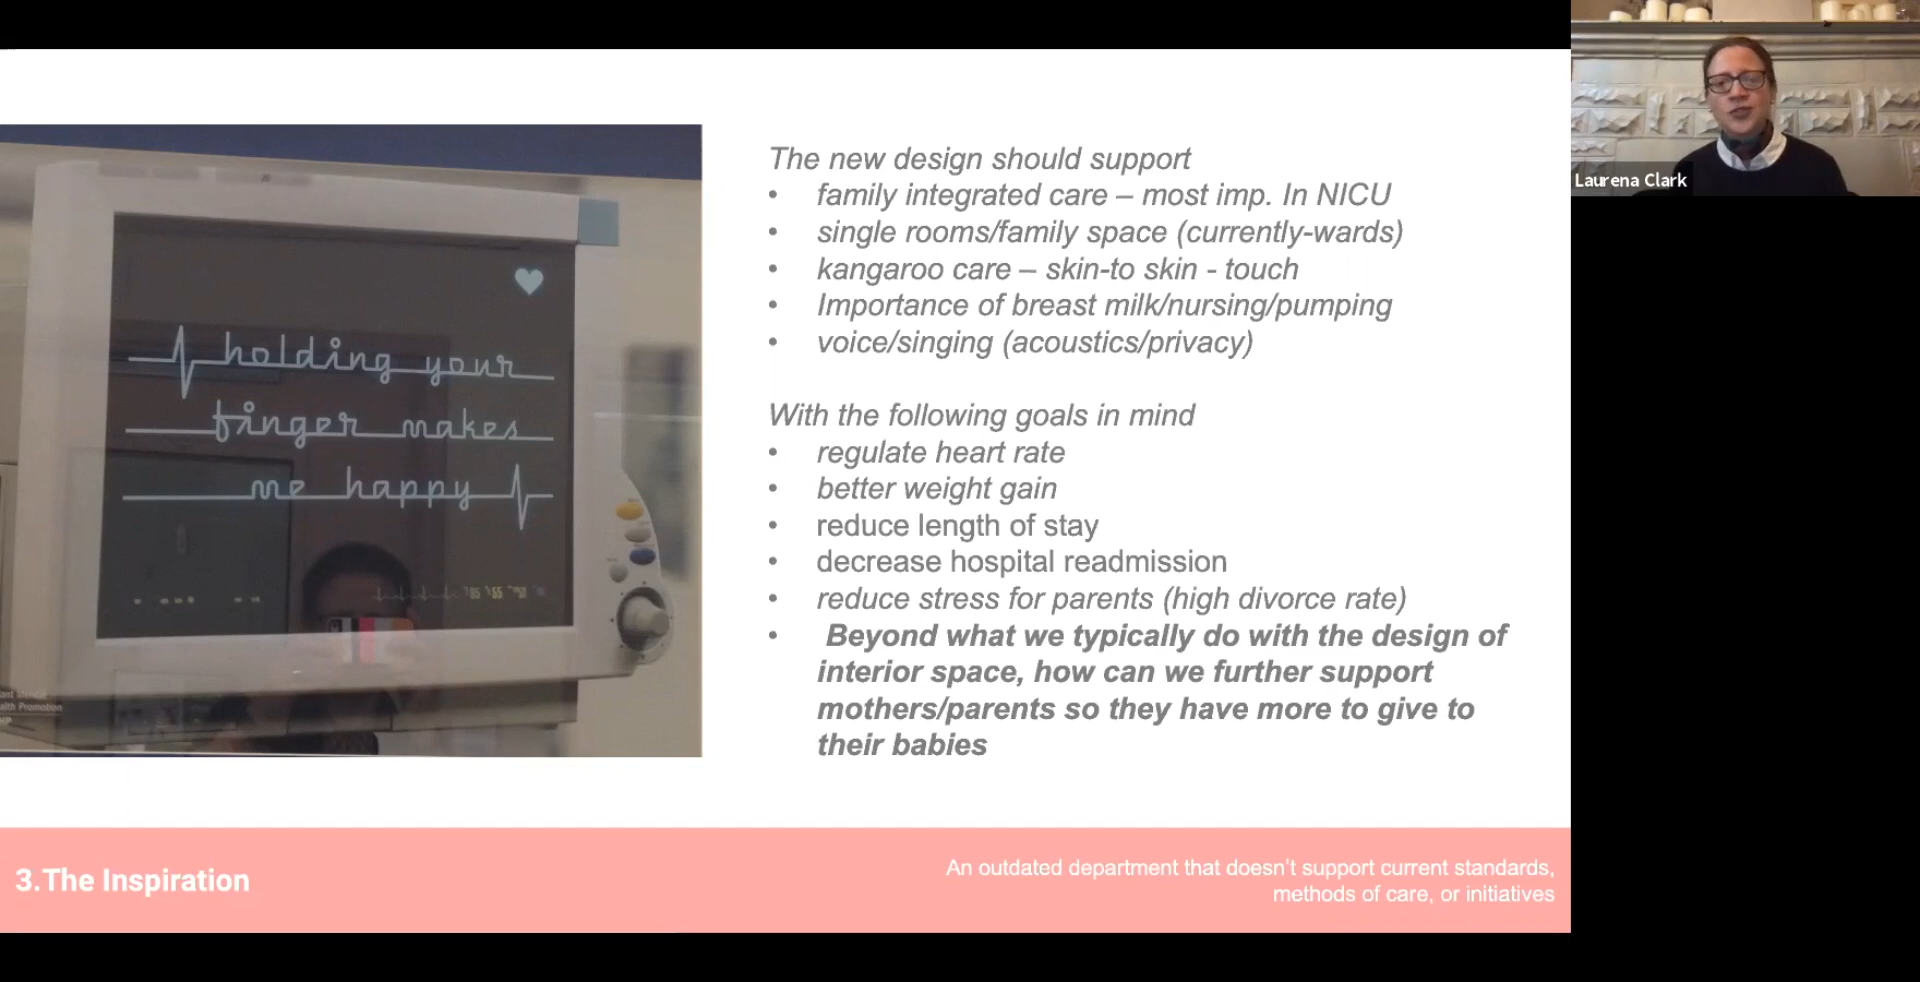 Laurena Clark
holding your
finger makes
me happy
The new design should support
• family integrated care – most imp. In NICU
• single rooms/family space (currently-wards)
• kangaroo care – skin-to skin - touch
• Importance of breast milk/nursing/pumping
• voice/singing (acoustics/privacy)
With the following goals in mind
• regulate heart rate
• better weight gain
• reduce length of stay
• decrease hospital readmission
• reduce stress for parents (high divorce rate)
• Beyond what we typically do with the design of
interior space, how can we further support
mothers/parents so they have more to give to
their babies
3.The Inspiration
An outdated department that doesn't support current standards,
methods of care, or initiatives